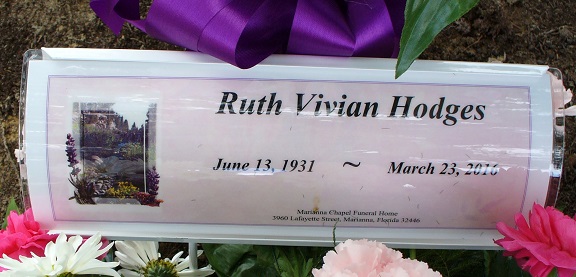 Ruth Vivian Hodges
June 13, 1931 ~ March 23, 2016
Marianna Chapel Funeral Home
3960 Lafayette Street, Marianna, Florida 32446